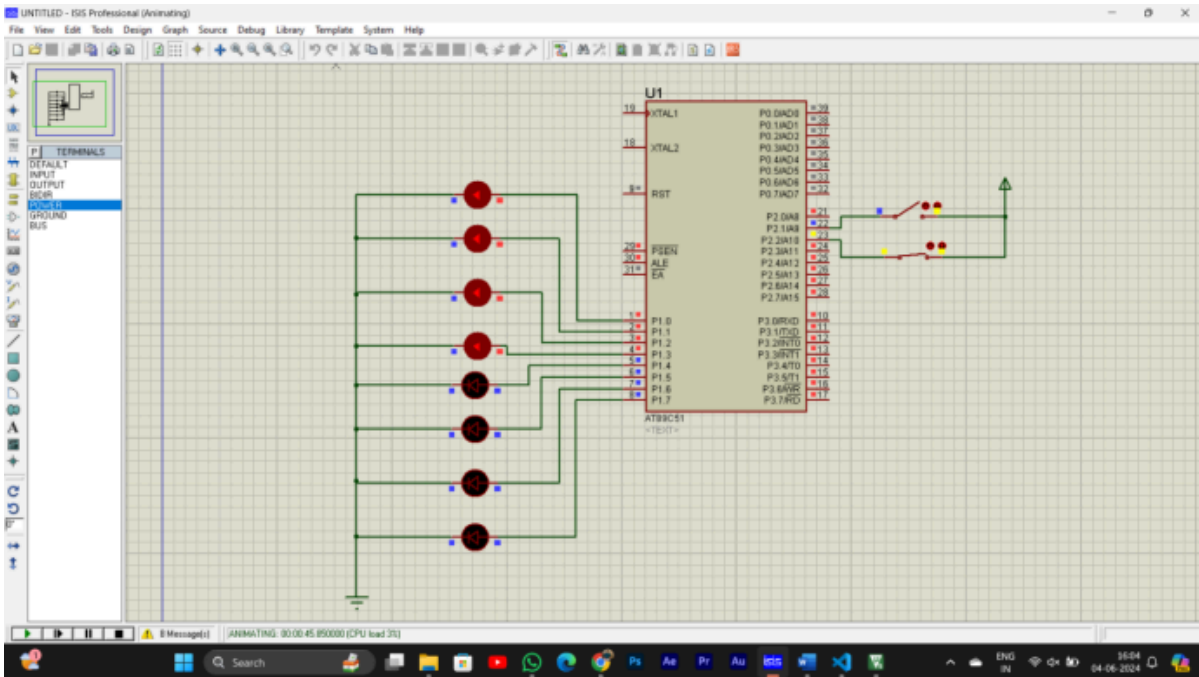 UNTITLED - ISIS Professional (Animating)
File View Edit Tools Design Graph Source Debug Library Template System Help
P TERMINALS
DEFAULT
INPUT
OUTPUT
BIDIR
POWER
GROUND
BUS
U1
19 XTAL1
18 XTAL2
9 RST
29 PSEN
30 ALE
31 EA
1 P1.0
2 P1.1
3 P1.2
4 P1.3
5 P1.4
6 P1.5
7 P1.6
8 P1.7
P0.0/AD0 39
P0.1/AD1 38
P0.2/AD2 37
P0.3/AD3 36
P0.4/AD4 35
P0.5/AD5 34
P0.6/AD6 33
P0.7/AD7 32
P2.0/A8 21
P2.1/A9 22
P2.2/A10 23
P2.3/A11 24
P2.4/A12 25
P2.5/A13 26
P2.6/A14 27
P2.7/A15 28
P3.0/RXD 10
P3.1/TXD 11
P3.2/INT0 12
P3.3/INT1 13
P3.4/T0 14
P3.5/T1 15
P3.6/WR 16
P3.7/RD 17
AT89C51
<TEXT>
8 Message(s) ANIMATING: 00:00:45.850000 (CPU load 3%)
Search Ps Ae Pr Au isis ENG 16:04
IN 04-06-2024